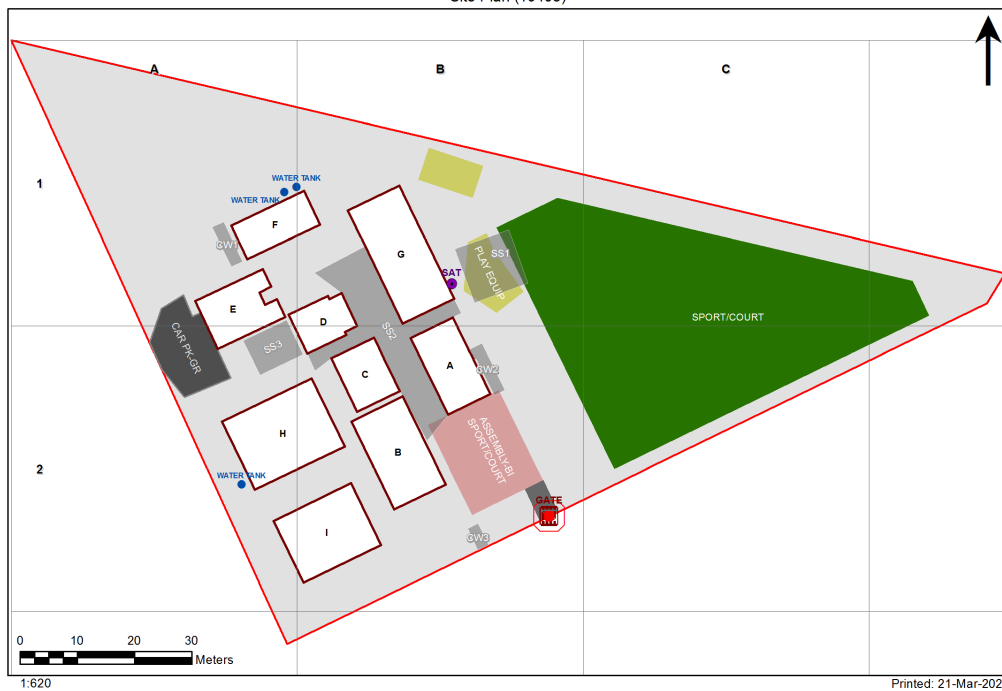 A
B
C
1
WATER TANK
WATER TANK
F
CW1
G
SS1
SAT
PLAY EQUIP
E
D
SPORT/COURT
CAR PK-GR
SS3
SS2
C
A
CW2
H
B
ASSEMBLY-BI
SPORT/COURT
2
WATER TANK
GATE
I
CW3
0 10 20 30
Meters
1:620
Printed: 21-Mar-202